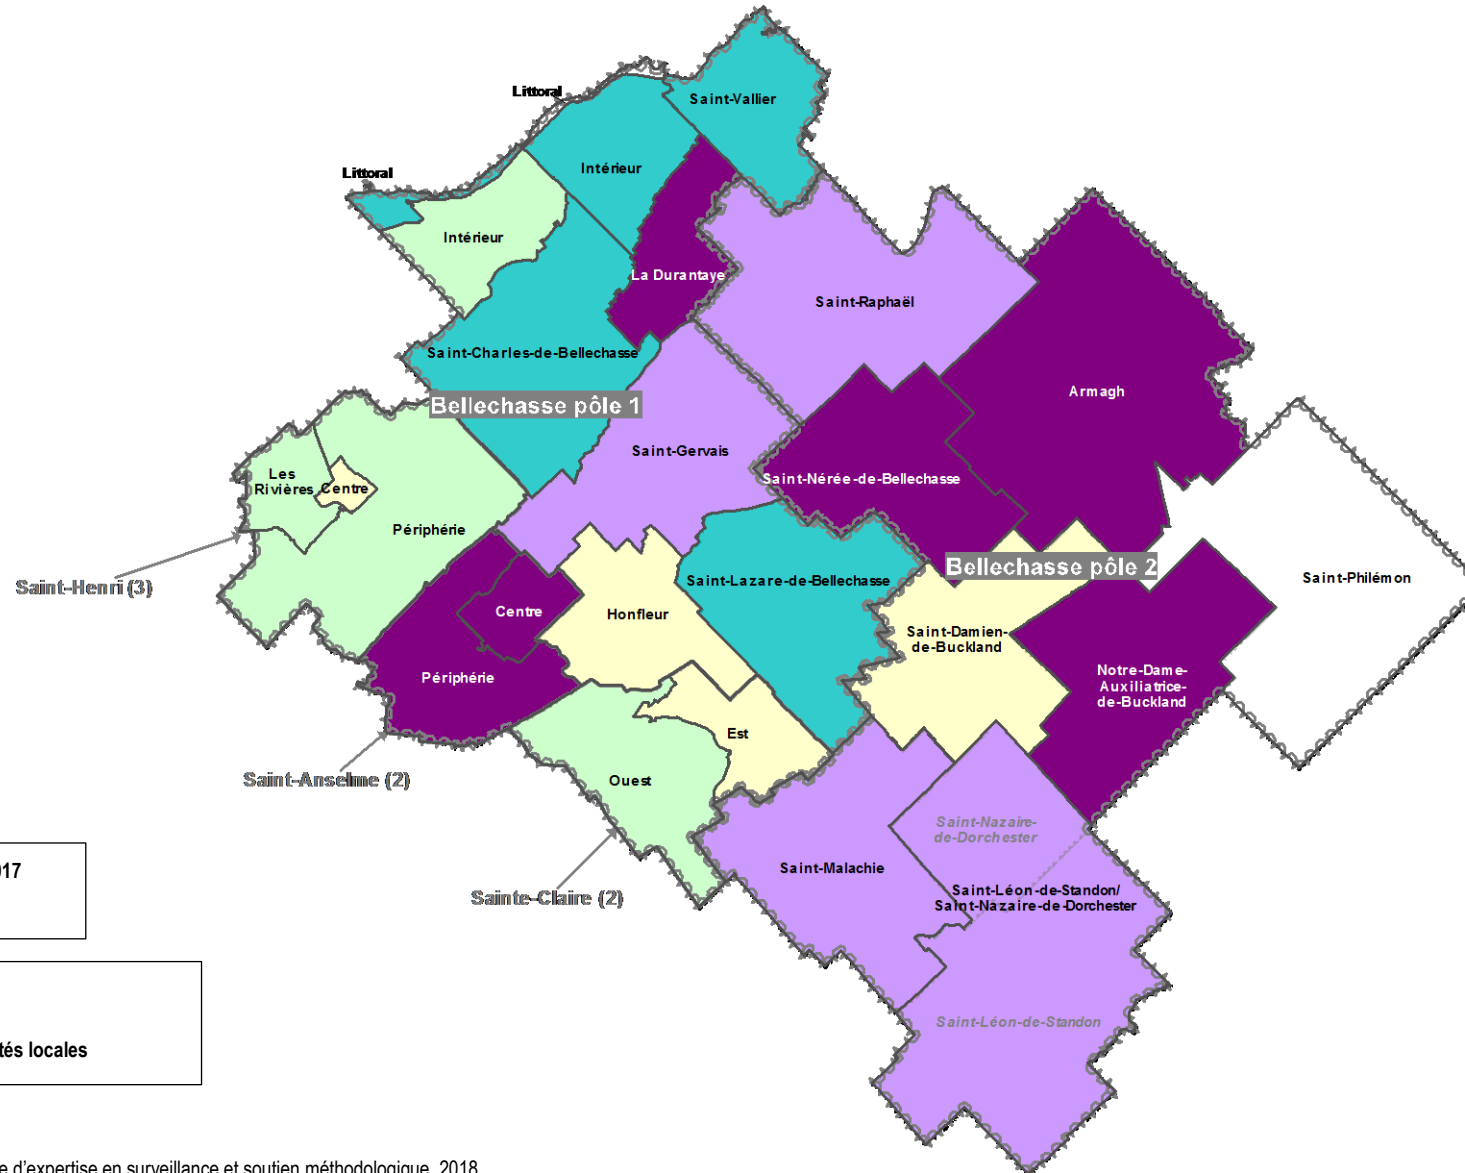 Saint-Vallier
Littoral
Intérieur
Littoral
Intérieur
La Durantaye
Saint-Raphaël
Saint-Charles-de-Bellechasse
Armagh
Bellechasse pôle 1
Saint-Gervais
Les
Rivières
Centre
Saint-Nérée-de-Bellechasse
Périphérie
Bellechasse pôle 2
Saint-Philémon
Saint-Henri (3)
Saint-Lazare-de-Bellechasse
Centre
Honfleur
Saint-Damien-
de-Buckland
Périphérie
Notre-Dame-
Auxiliatrice-
de-Buckland
Est
Saint-Anselme (2)
Ouest
Saint-Nazaire-
de-Dorchester
Saint-Malachie
Saint-Léon-de-Standon/
Saint-Nazaire-de-Dorchester
Sainte-Claire (2)
Saint-Léon-de-Standon
017
tés locales
e d'expertise en surveillance et soutien méthodologique, 2018